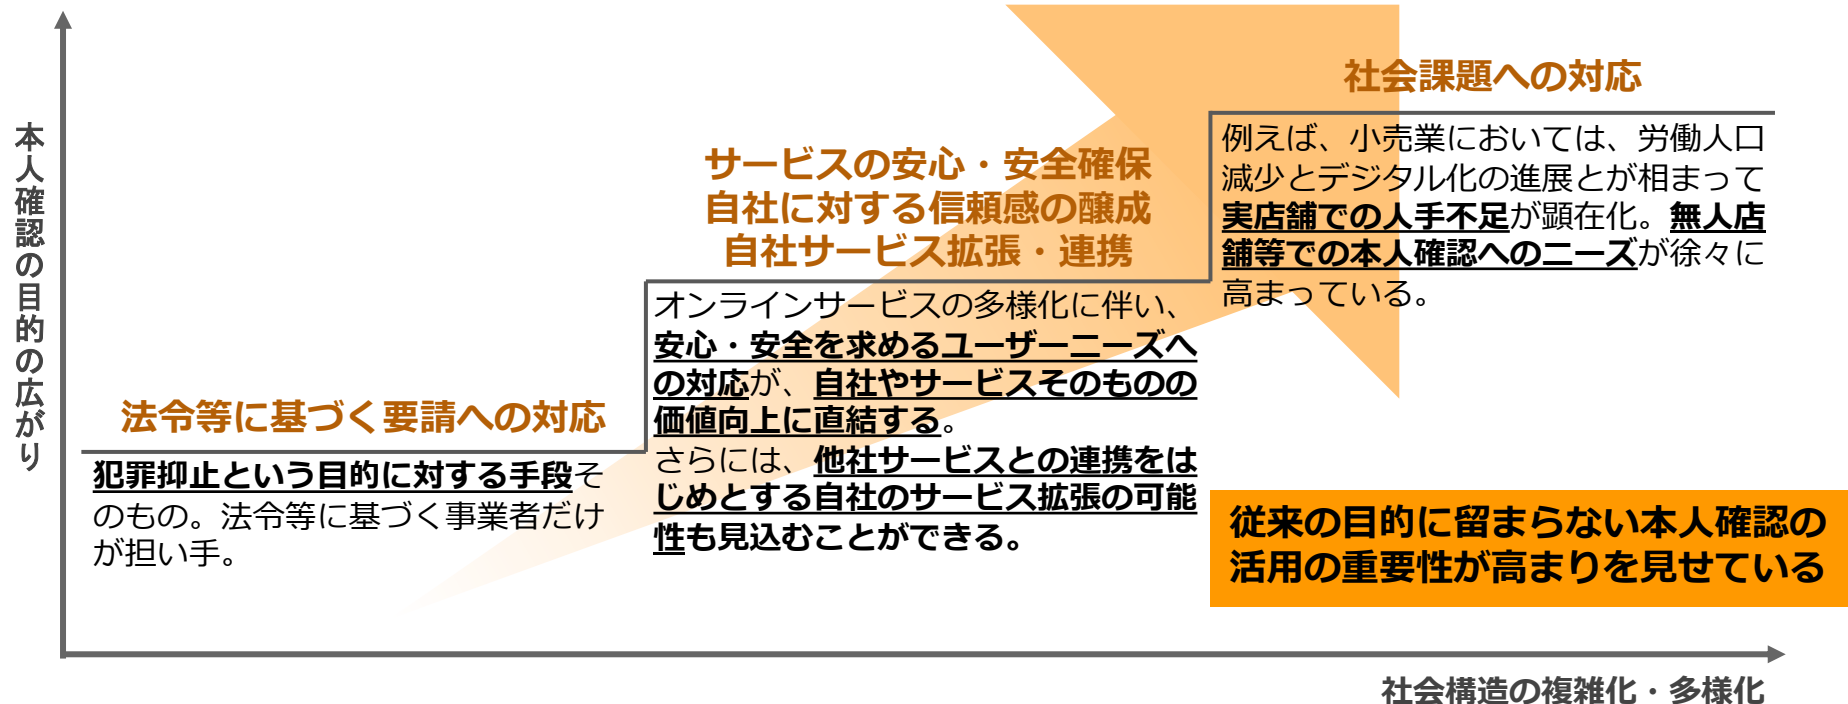 本人確認の目的の広がり
法令等に基づく要請への対応
犯罪抑止という目的に対する手段そ
のもの。法令等に基づく事業者だけ
が担い手。
サービスの安心・安全確保
自社に対する信頼感の醸成
自社サービス拡張・連携
オンラインサービスの多様化に伴い、
安心・安全を求めるユーザーニーズへ
の対応が、自社やサービスそのものの
価値向上に直結する。
さらには、他社サービスとの連携をは
じめとする自社のサービス拡張の可能
性も見込むことができる。
社会課題への対応
例えば、小売業においては、労働人口
減少とデジタル化の進展とが相まって
実店舗での人手不足が顕在化。無人店
舗等での本人確認へのニーズが徐々に
高まっている。
従来の目的に留まらない本人確認の
活用の重要性が高まりを見せている
社会構造の複雑化・多様化